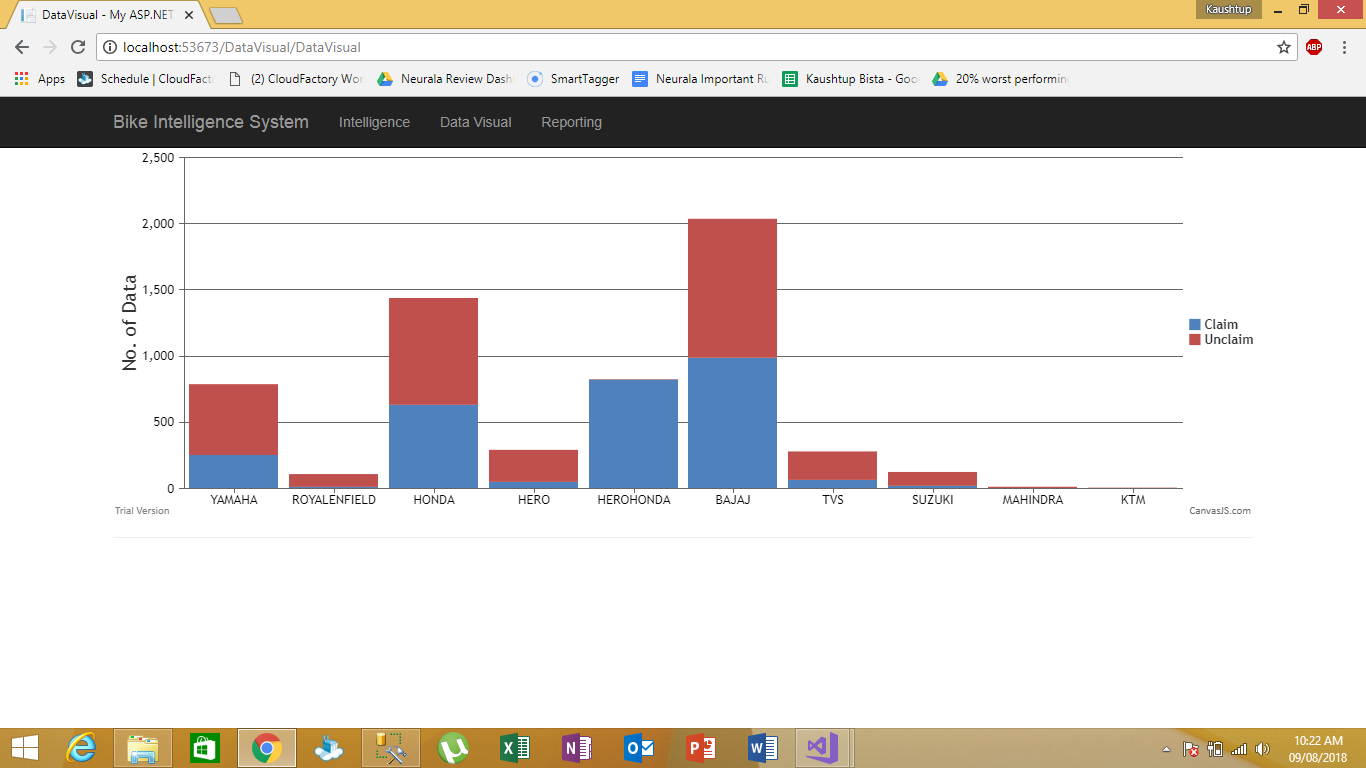 DataVisual - My ASP.NET
Kaushtup
localhost:53673/DataVisual/DataVisual
ABP
Apps
Schedule | CloudFact
(2) CloudFactory Wor
Neurala Review Dash
SmartTagger
Neurala Important Ru
Kaushtup Bista - Goo
20% worst performin
Bike Intelligence System
Intelligence
Data Visual
Reporting
2,500
2,000
1,500
1,000
500
0
No. of Data
YAMAHA
ROYALENFIELD
HONDA
HERO
HEROHONDA
BAJAJ
TVS
SUZUKI
MAHINDRA
KTM
Claim
Unclaim
Trial Version
CanvasJS.com
10:22 AM
09/08/2018